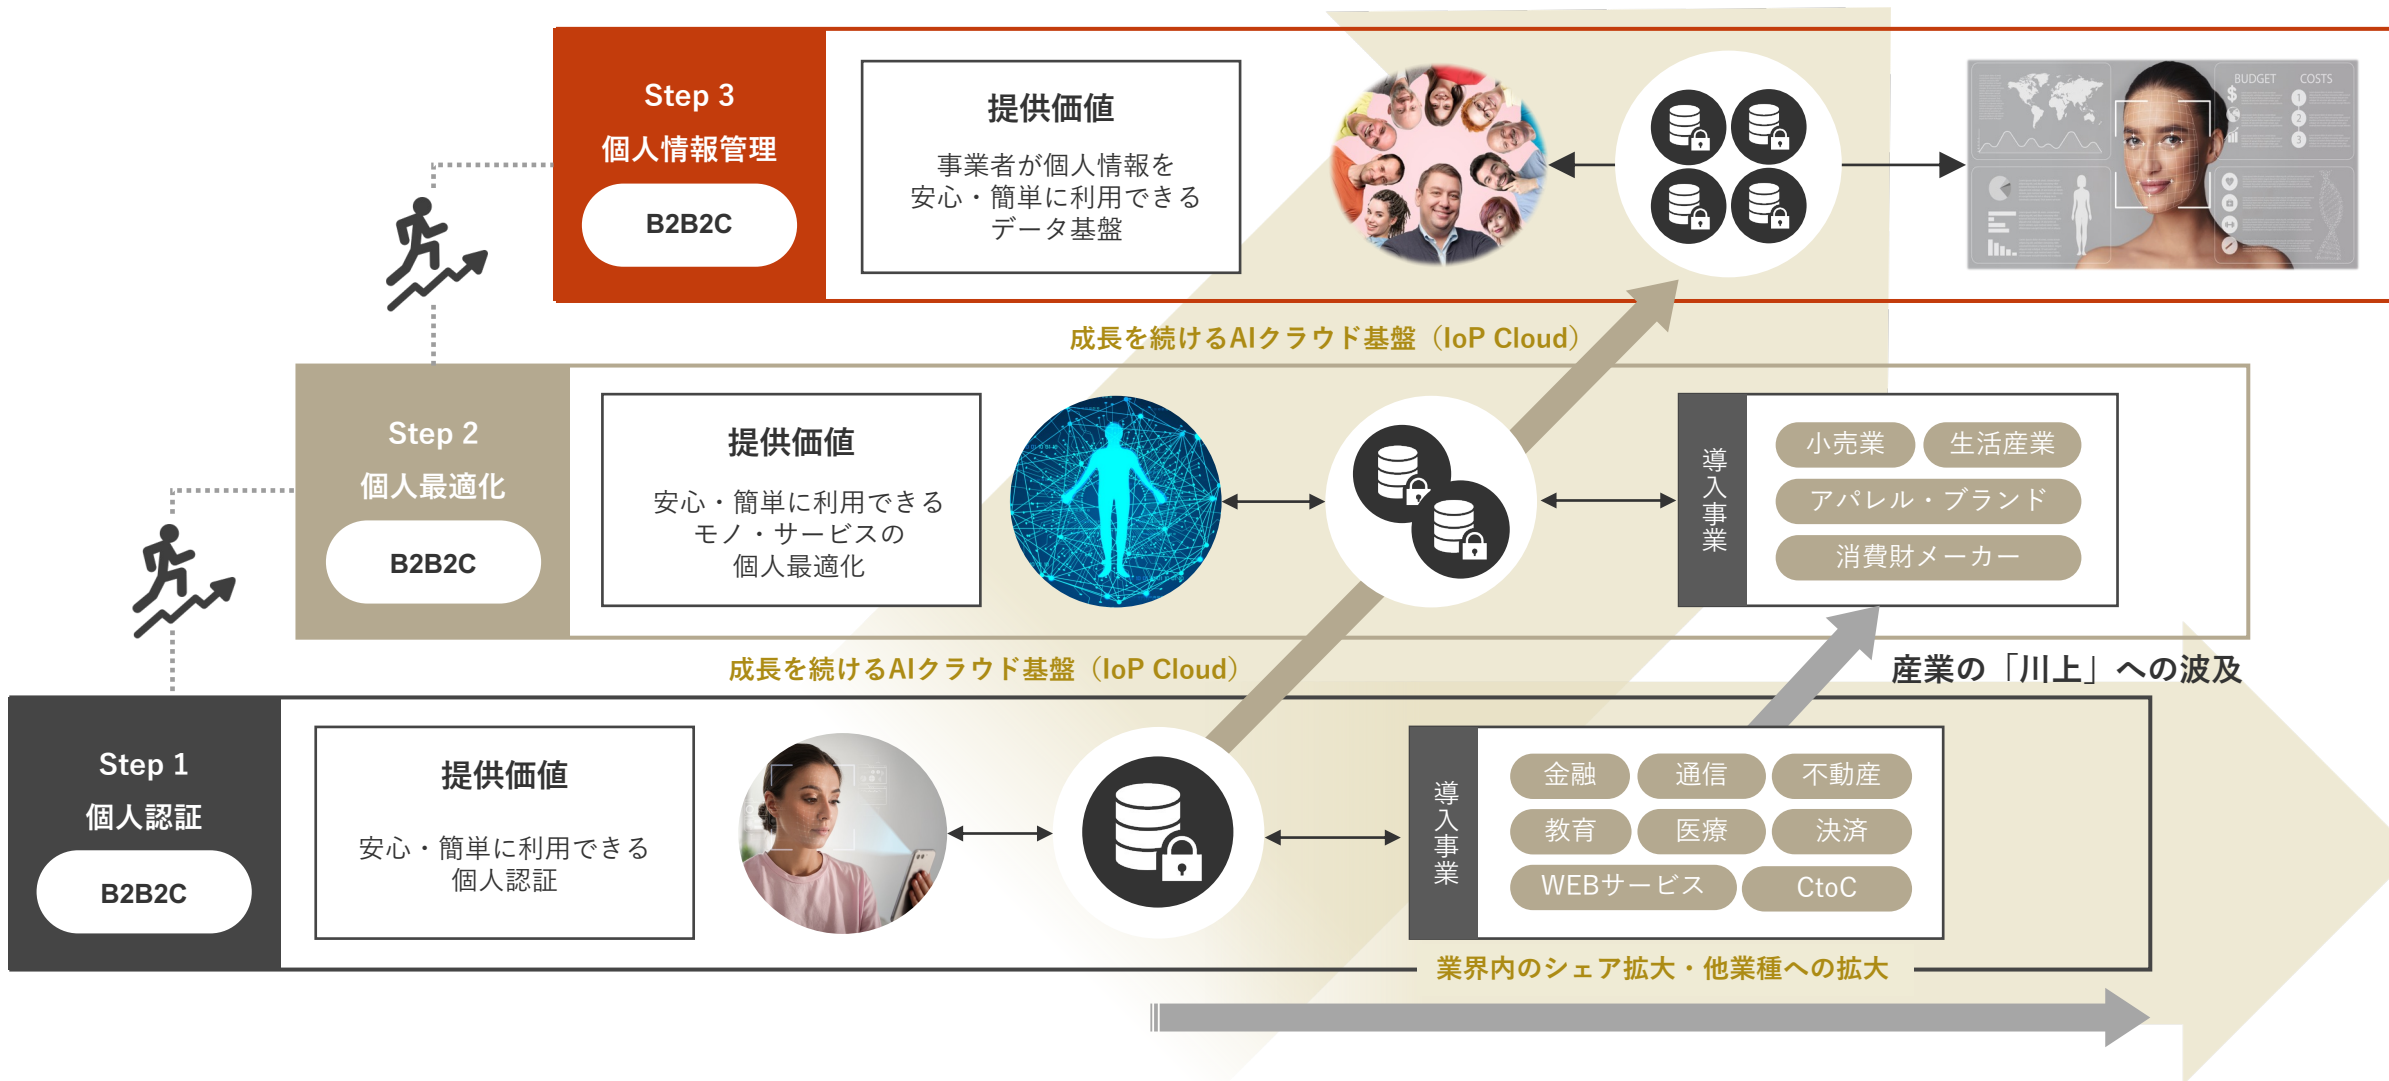 Step 3
個人情報管理
B2B2C
提供価値
事業者が個人情報を
安心・簡単に利用できる
データ基盤
BUDGET
COSTS
$
1
2
3
成長を続けるAIクラウド基盤（IoP Cloud）
Step 2
個人最適化
B2B2C
提供価値
安心・簡単に利用できる
モノ・サービスの
個人最適化
導入事業
小売業
生活産業
アパレル・ブランド
消費財メーカー
成長を続けるAIクラウド基盤（IoP Cloud）
産業の「川上」への波及
Step 1
個人認証
B2B2C
提供価値
安心・簡単に利用できる
個人認証
導入事業
金融
通信
不動産
教育
医療
決済
WEBサービス
CtoC
業界内のシェア拡大・他業種への拡大